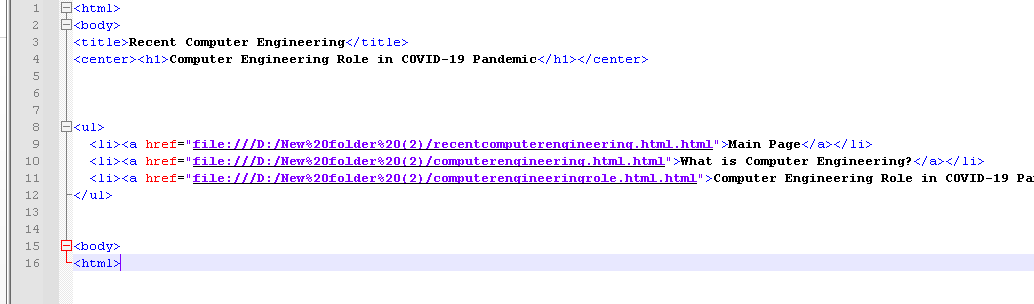 1 <html>
2 <body>
3 <title>Recent Computer Engineering</title>
4 <center><h1>Computer Engineering Role in COVID-19 Pandemic</h1></center>
5
6
7
8 <ul>
9 <li><a href="file:///D:/New%20folder%20(2)/recentcomputerengineering.html.html">Main Page</a></li>
10 <li><a href="file:///D:/New%20folder%20(2)/computerengineering.html.html">What is Computer Engineering?</a></li>
11 <li><a href="file:///D:/New%20folder%20(2)/computerengineeringrole.html.html">Computer Engineering Role in COVID-19
12 </ul>
13
14
15 <body>
16 <html>